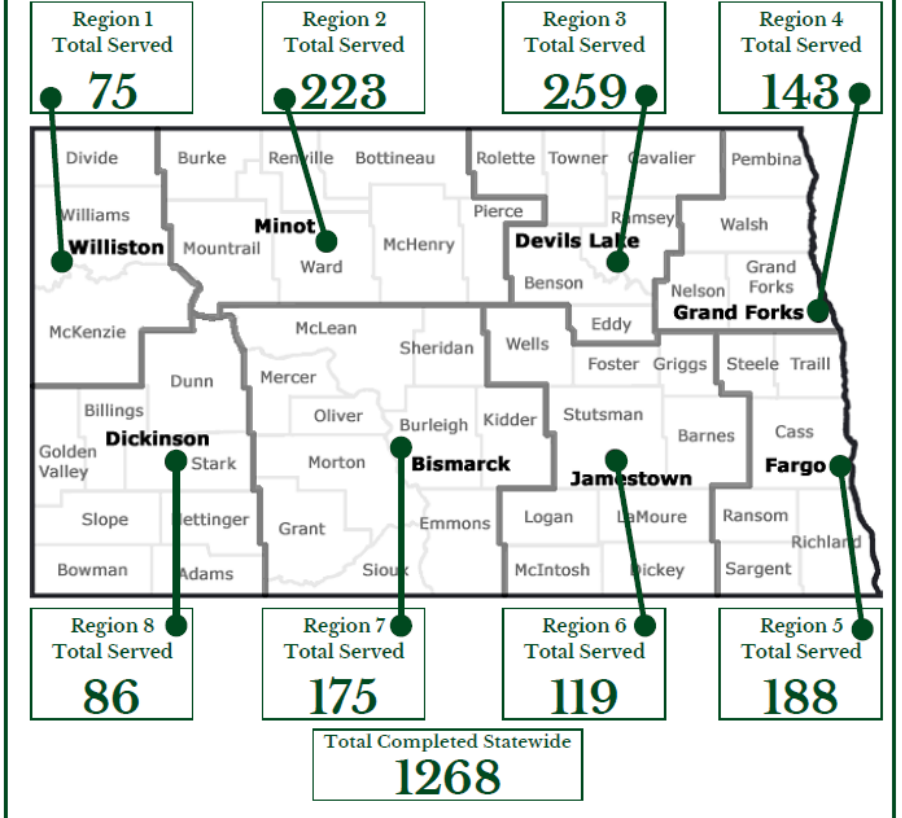 Region 1
Total Served
75
Region 2
Total Served
223
Region 3
Total Served
259
Region 4
Total Served
143
Divide
Burke
Renville
Bottineau
Rolette
Towner
Cavalier
Pembina
Williams
Pierce
Ramsey
Walsh
Williston
Minot
Devils Lake
Mountrail
McHenry
Ward
Benson
Nelson
Grand
Forks
Grand Forks
McKenzie
McLean
Sheridan
Wells
Eddy
Foster
Griggs
Steele
Traill
Dunn
Mercer
Billings
Oliver
Burleigh
Kidder
Stutsman
Barnes
Cass
Dickinson
Golden
Valley
Stark
Morton
Bismarck
Jamestown
Fargo
Slope
Hettinger
Grant
Emmons
Logan
LaMoure
Ransom
Richland
Bowman
Adams
Sioux
McIntosh
Dickey
Sargent
Region 8
Total Served
86
Region 7
Total Served
175
Region 6
Total Served
119
Region 5
Total Served
188
Total Completed Statewide
1268